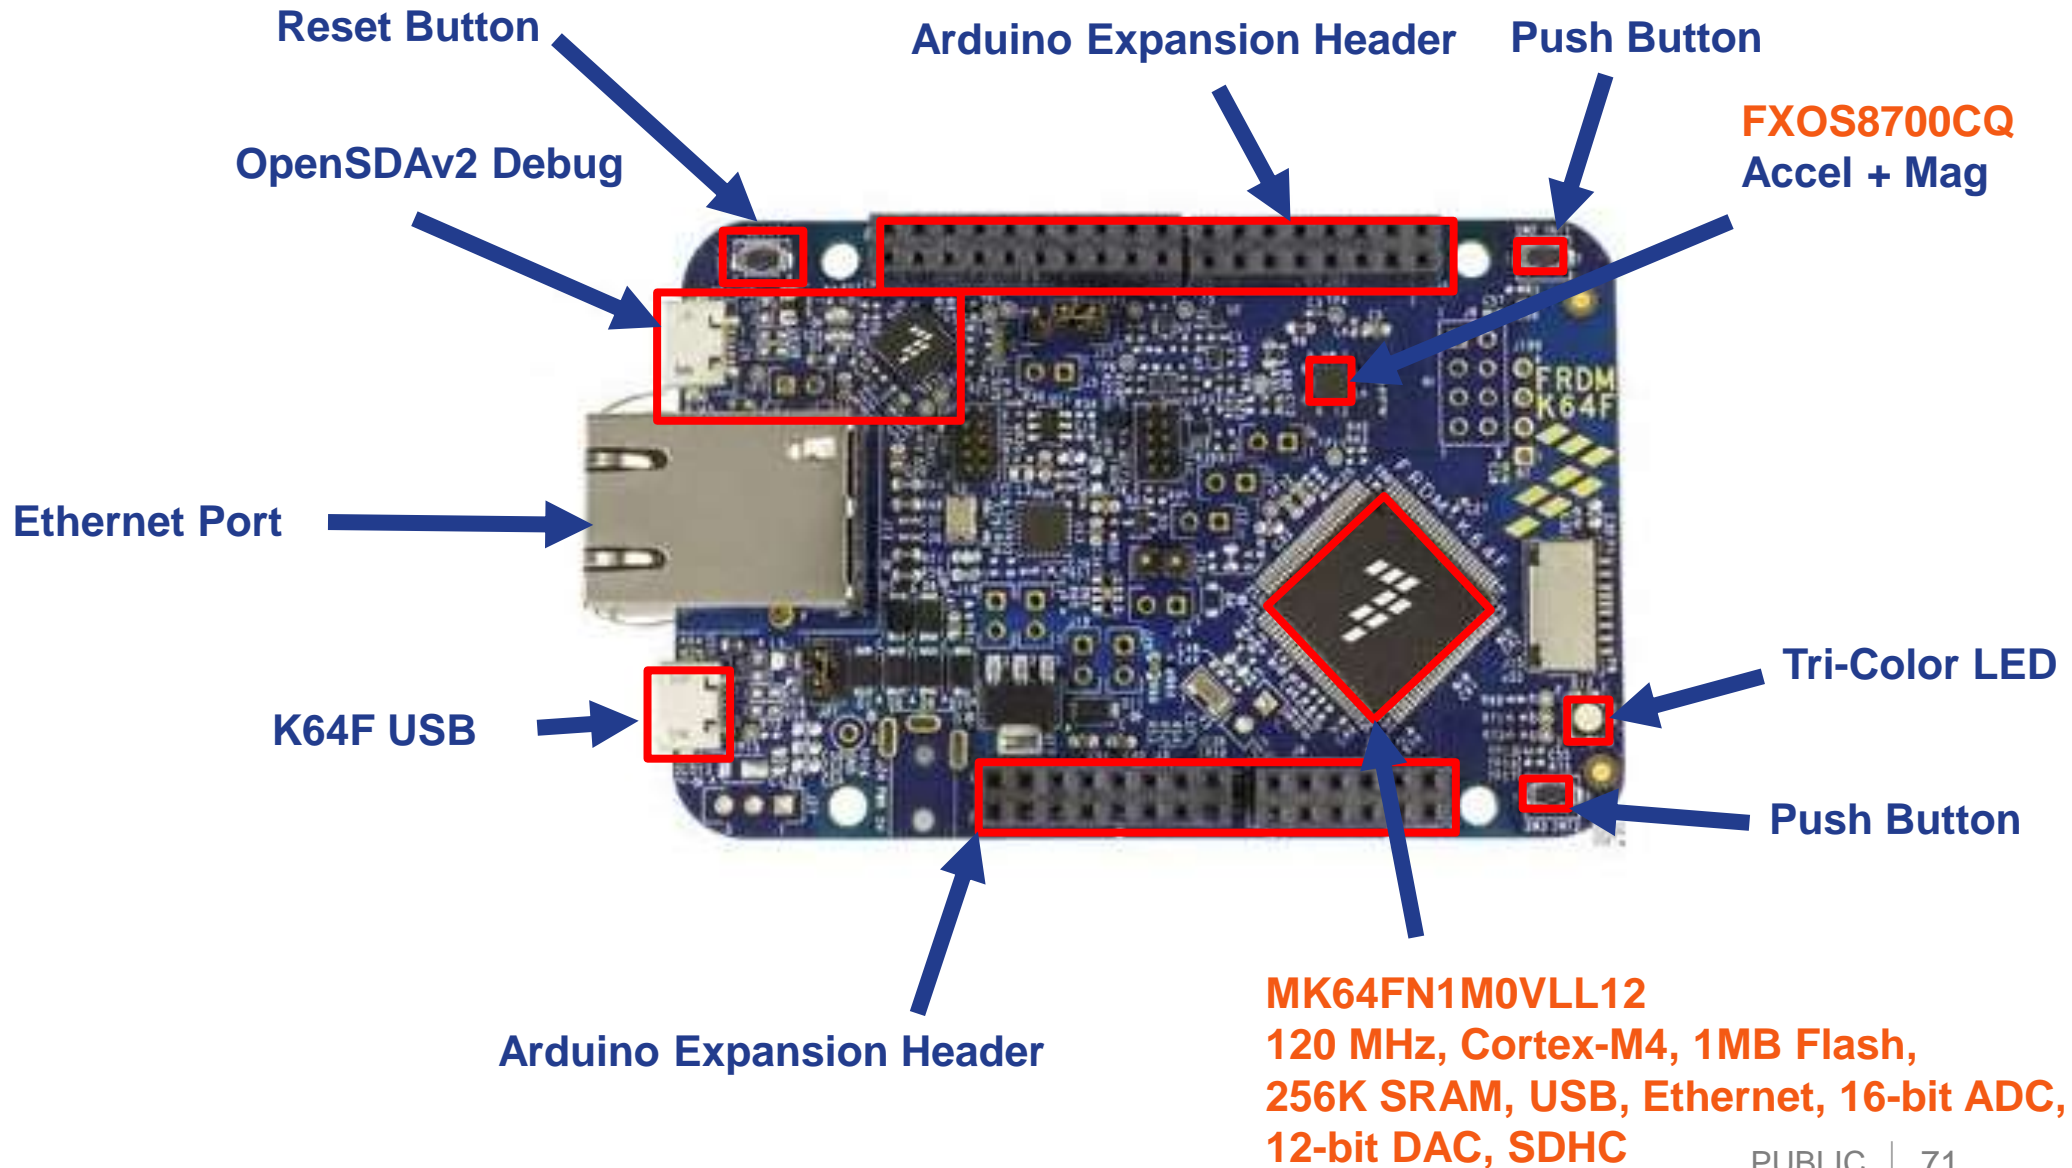 Reset Button
Arduino Expansion Header
Push Button
FXOS8700CQ
Accel + Mag
OpenSDAv2 Debug
FRDM
K64F
FRDM-K64F
Ethernet Port
Tri-Color LED
K64F USB
Push Button
Arduino Expansion Header
MK64FN1M0VLL12
120 MHz, Cortex-M4, 1MB Flash,
256K SRAM, USB, Ethernet, 16-bit ADC,
12-bit DAC, SDHC
PUBLIC | 71